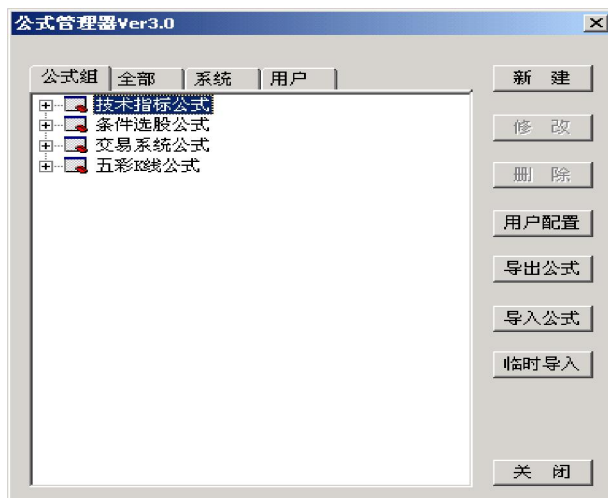 公式管理器Ver3.0
公式组 全部 系统 用户
技术指标公式
条件选股公式
交易系统公式
五彩K线公式
新 建
修 改
删 除
用户配置
导出公式
导入公式
临时导入
关 闭